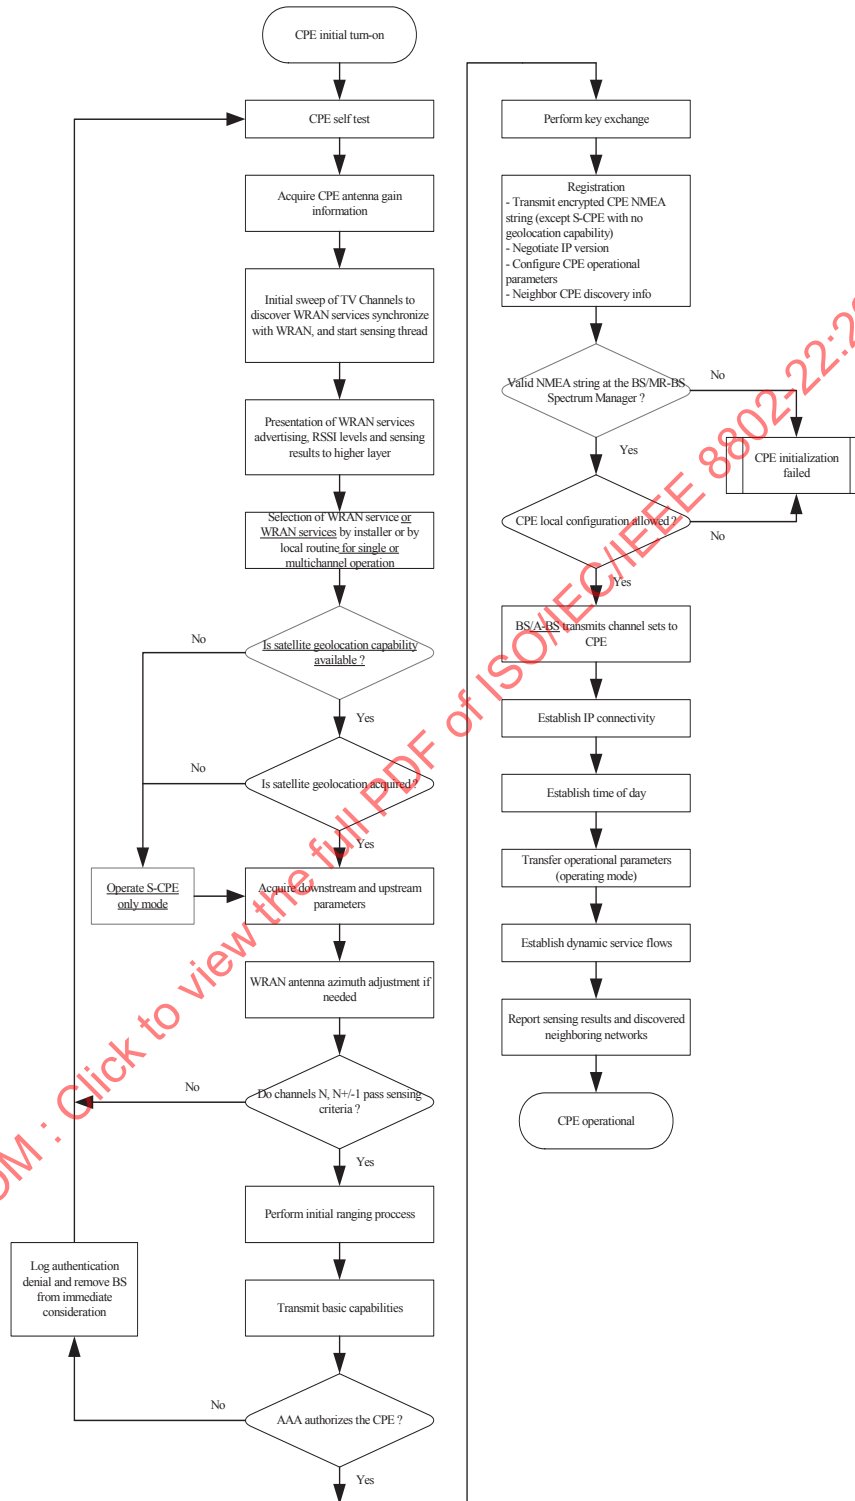 CPE initial turn-on
CPE self test
Acquire CPE antenna gain
information
Initial sweep of TV Channels to
discover WRAN services synchronize
with WRAN, and start sensing thread
Presentation of WRAN services
advertising, RSSI levels and sensing
results to higher layer
Selection of WRAN service or
WRAN services by installer or by
local routine for single or
multichannel operation
No
Is satellite geolocation capability
available ?
Yes
No
Is satellite geolocation acquired ?
Yes
Operate S-CPE
only mode
Acquire downstream and upstream
parameters
WRAN antenna azimuth adjustment if
needed
No
Do channels N, N+/-1 pass sensing
criteria ?
Yes
Perform initial ranging proccess
Log authentication
denial and remove BS
from immediate
consideration
Transmit basic capabilities
No
AAA authorizes the CPE ?
Yes
Perform key exchange
Registration
- Transmit encrypted CPE NMEA
string (except S-CPE with no
geolocation capability)
- Negotiate IP version
- Configure CPE operational
parameters
- Neighbor CPE discovery info
Valid NMEA string at the BS/MR-BS
Spectrum Manager ?
No
Yes
CPE initialization
failed
CPE local configuration allowed ?
No
Yes
BS/A-BS transmits channel sets to
CPE
Establish IP connectivity
Establish time of day
Transfer operational parameters
(operating mode)
Establish dynamic service flows
Report sensing results and discovered
neighboring networks
CPE operational
OM : Click to view the full PDF of ISO/IEC/IEEE 8802-22:20